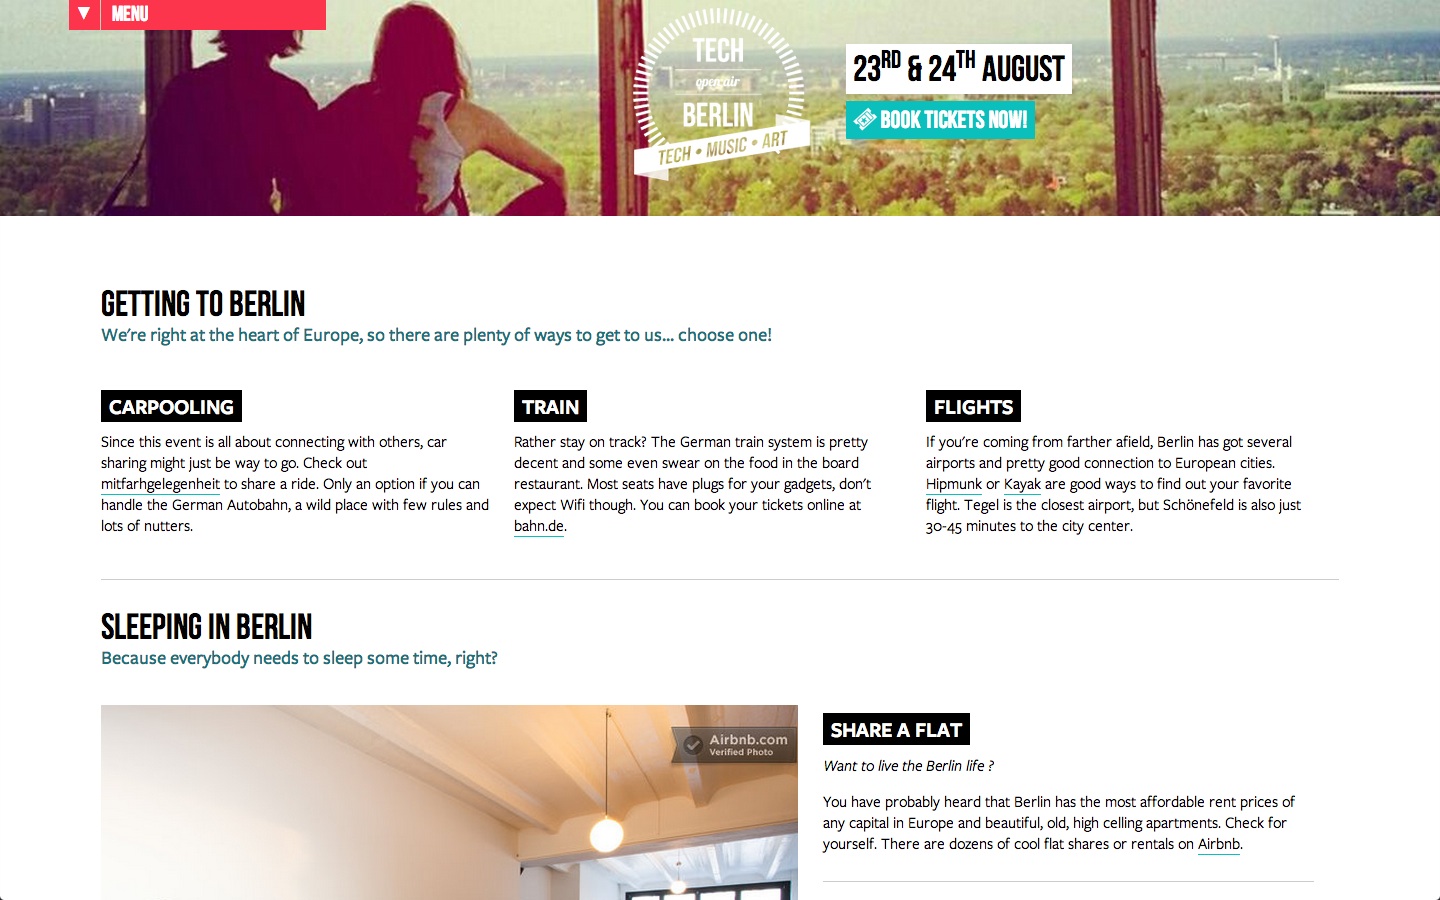 ▼ MENU
TECH
open air
BERLIN
TECH • MUSIC • ART
23RD & 24TH AUGUST
BOOK TICKETS NOW!
GETTING TO BERLIN
We're right at the heart of Europe, so there are plenty of ways to get to us... choose one!
CARPOOLING
Since this event is all about connecting with others, car
sharing might just be way to go. Check out
mitfarhgelegenheit to share a ride. Only an option if you can
handle the German Autobahn, a wild place with few rules and
lots of nutters.
TRAIN
Rather stay on track? The German train system is pretty
decent and some even swear on the food in the board
restaurant. Most seats have plugs for your gadgets, don't
expect Wifi though. You can book your tickets online at
bahn.de.
FLIGHTS
If you're coming from farther afield, Berlin has got several
airports and pretty good connection to European cities.
Hipmunk or Kayak are good ways to find out your favorite
flight. Tegel is the closest airport, but Schönefeld is also just
30-45 minutes to the city center.
SLEEPING IN BERLIN
Because everybody needs to sleep some time, right?
Airbnb.com
Verified Photo
SHARE A FLAT
Want to live the Berlin life ?
You have probably heard that Berlin has the most affordable rent prices of
any capital in Europe and beautiful, old, high celling apartments. Check for
yourself. There are dozens of cool flat shares or rentals on Airbnb.